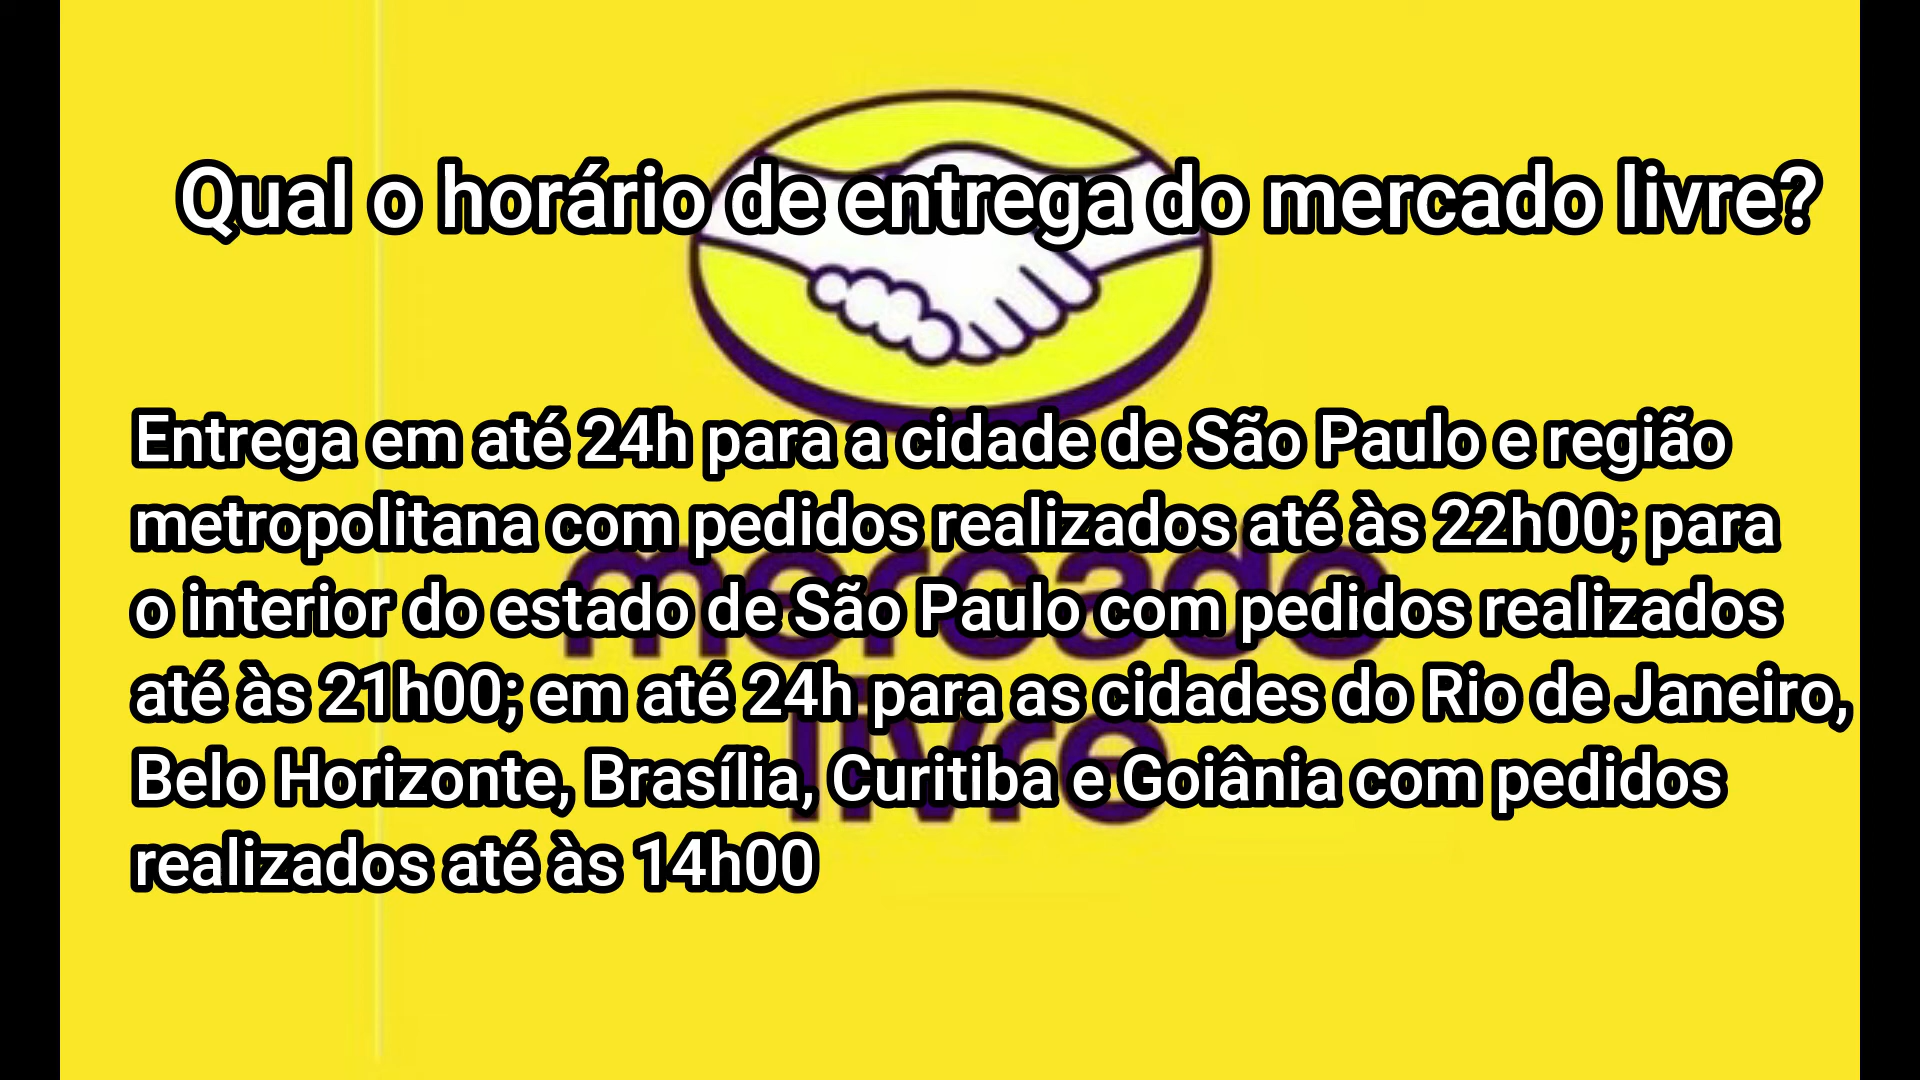 Qual o horário de entrega do mercado livre?
Entrega em até 24h para a cidade de São Paulo e região
metropolitana com pedidos realizados até às 22h00; para
o interior do estado de São Paulo com pedidos realizados
até às 21h00; em até 24h para as cidades do Rio de Janeiro,
Belo Horizonte, Brasília, Curitiba e Goiânia com pedidos
realizados até às 14h00
mercado
livre